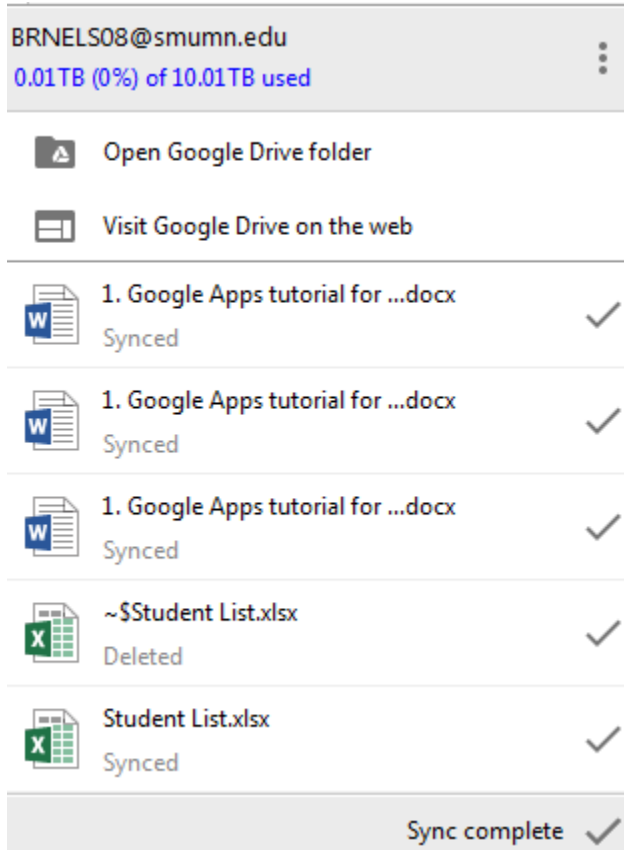 BRNELS08@smumn.edu
0.01TB (0%) of 10.01TB used
Open Google Drive folder
Visit Google Drive on the web
1. Google Apps tutorial for ...docx
Synced
1. Google Apps tutorial for ...docx
Synced
1. Google Apps tutorial for ...docx
Synced
~$Student List.xlsx
Deleted
Student List.xlsx
Synced
Sync complete